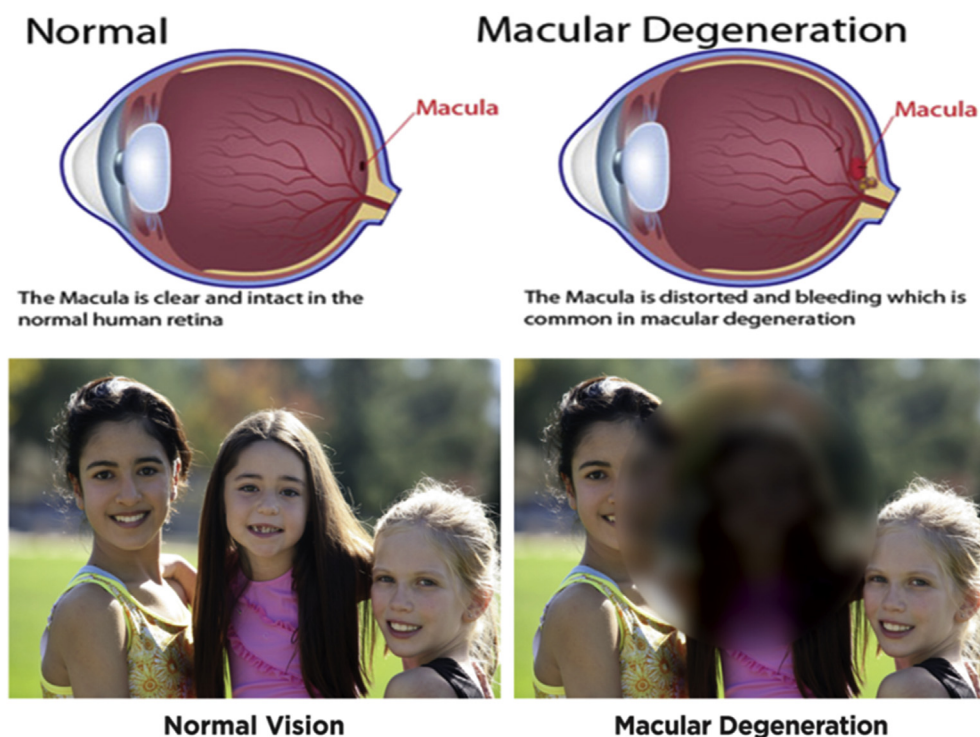 Normal
Macular Degeneration
Macula
Macula
The Macula is clear and intact in the
normal human retina
The Macula is distorted and bleeding which is
common in macular degeneration
Normal Vision
Macular Degeneration